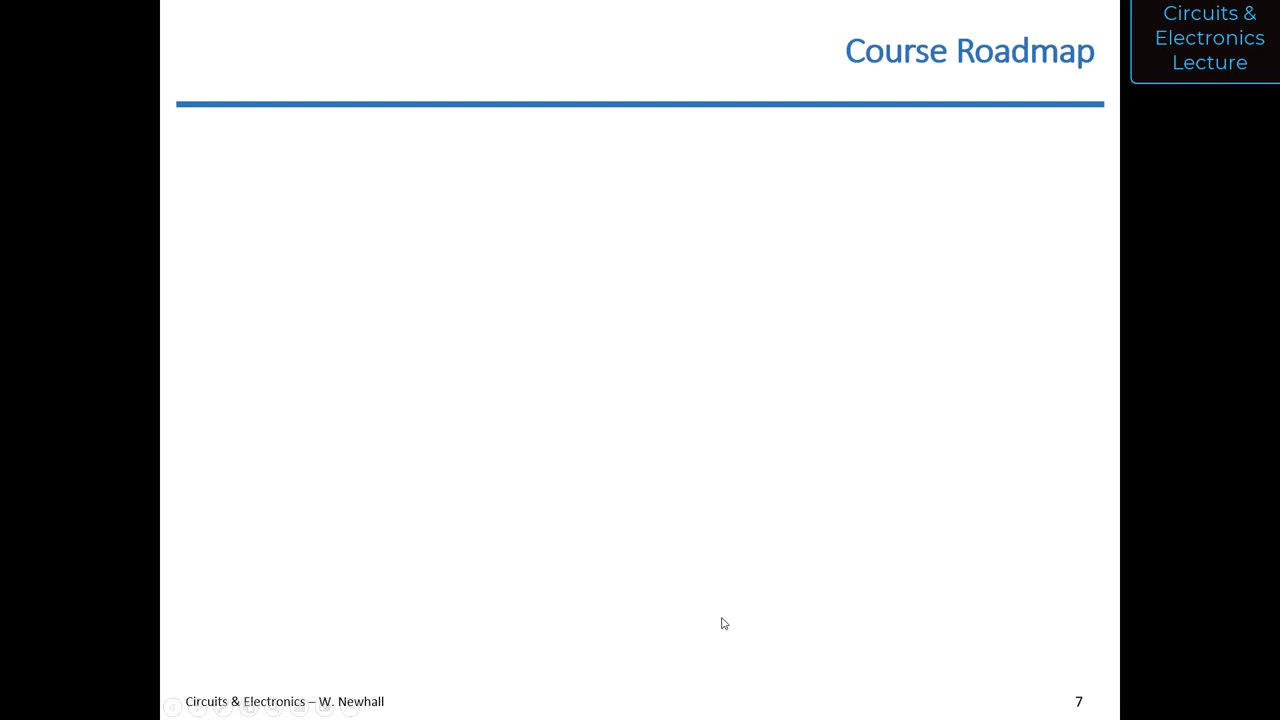 Course Roadmap
Circuits &
Electronics
Lecture
Circuits & Electronics – W. Newhall
7